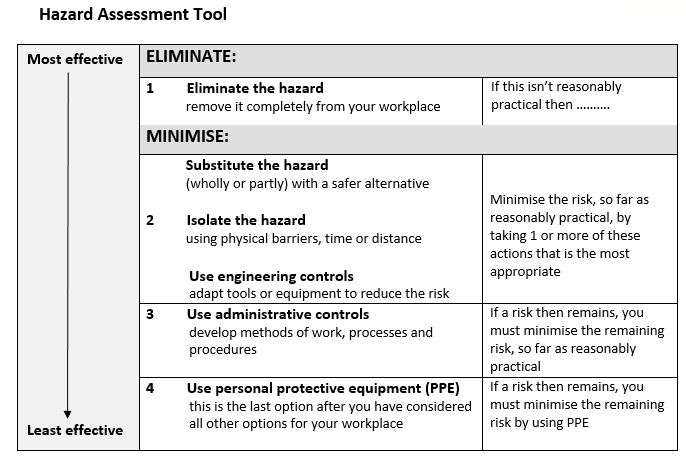 Hazard Assessment Tool
Most effective
ELIMINATE:
1 Eliminate the hazard
remove it completely from your workplace
If this isn't reasonably
practical then ..........
MINIMISE:
Substitute the hazard
(wholly or partly) with a safer alternative
2 Isolate the hazard
using physical barriers, time or distance
Use engineering controls
adapt tools or equipment to reduce the risk
Minimise the risk, so far as
reasonably practical, by
taking 1 or more of these
actions that is the most
appropriate
3 Use administrative controls
develop methods of work, processes and
procedures
If a risk then remains, you
must minimise the remaining
risk, so far as reasonably
practical
4 Use personal protective equipment (PPE)
this is the last option after you have considered
all other options for your workplace
If a risk then remains, you
must minimise the remaining
risk by using PPE
Least effective